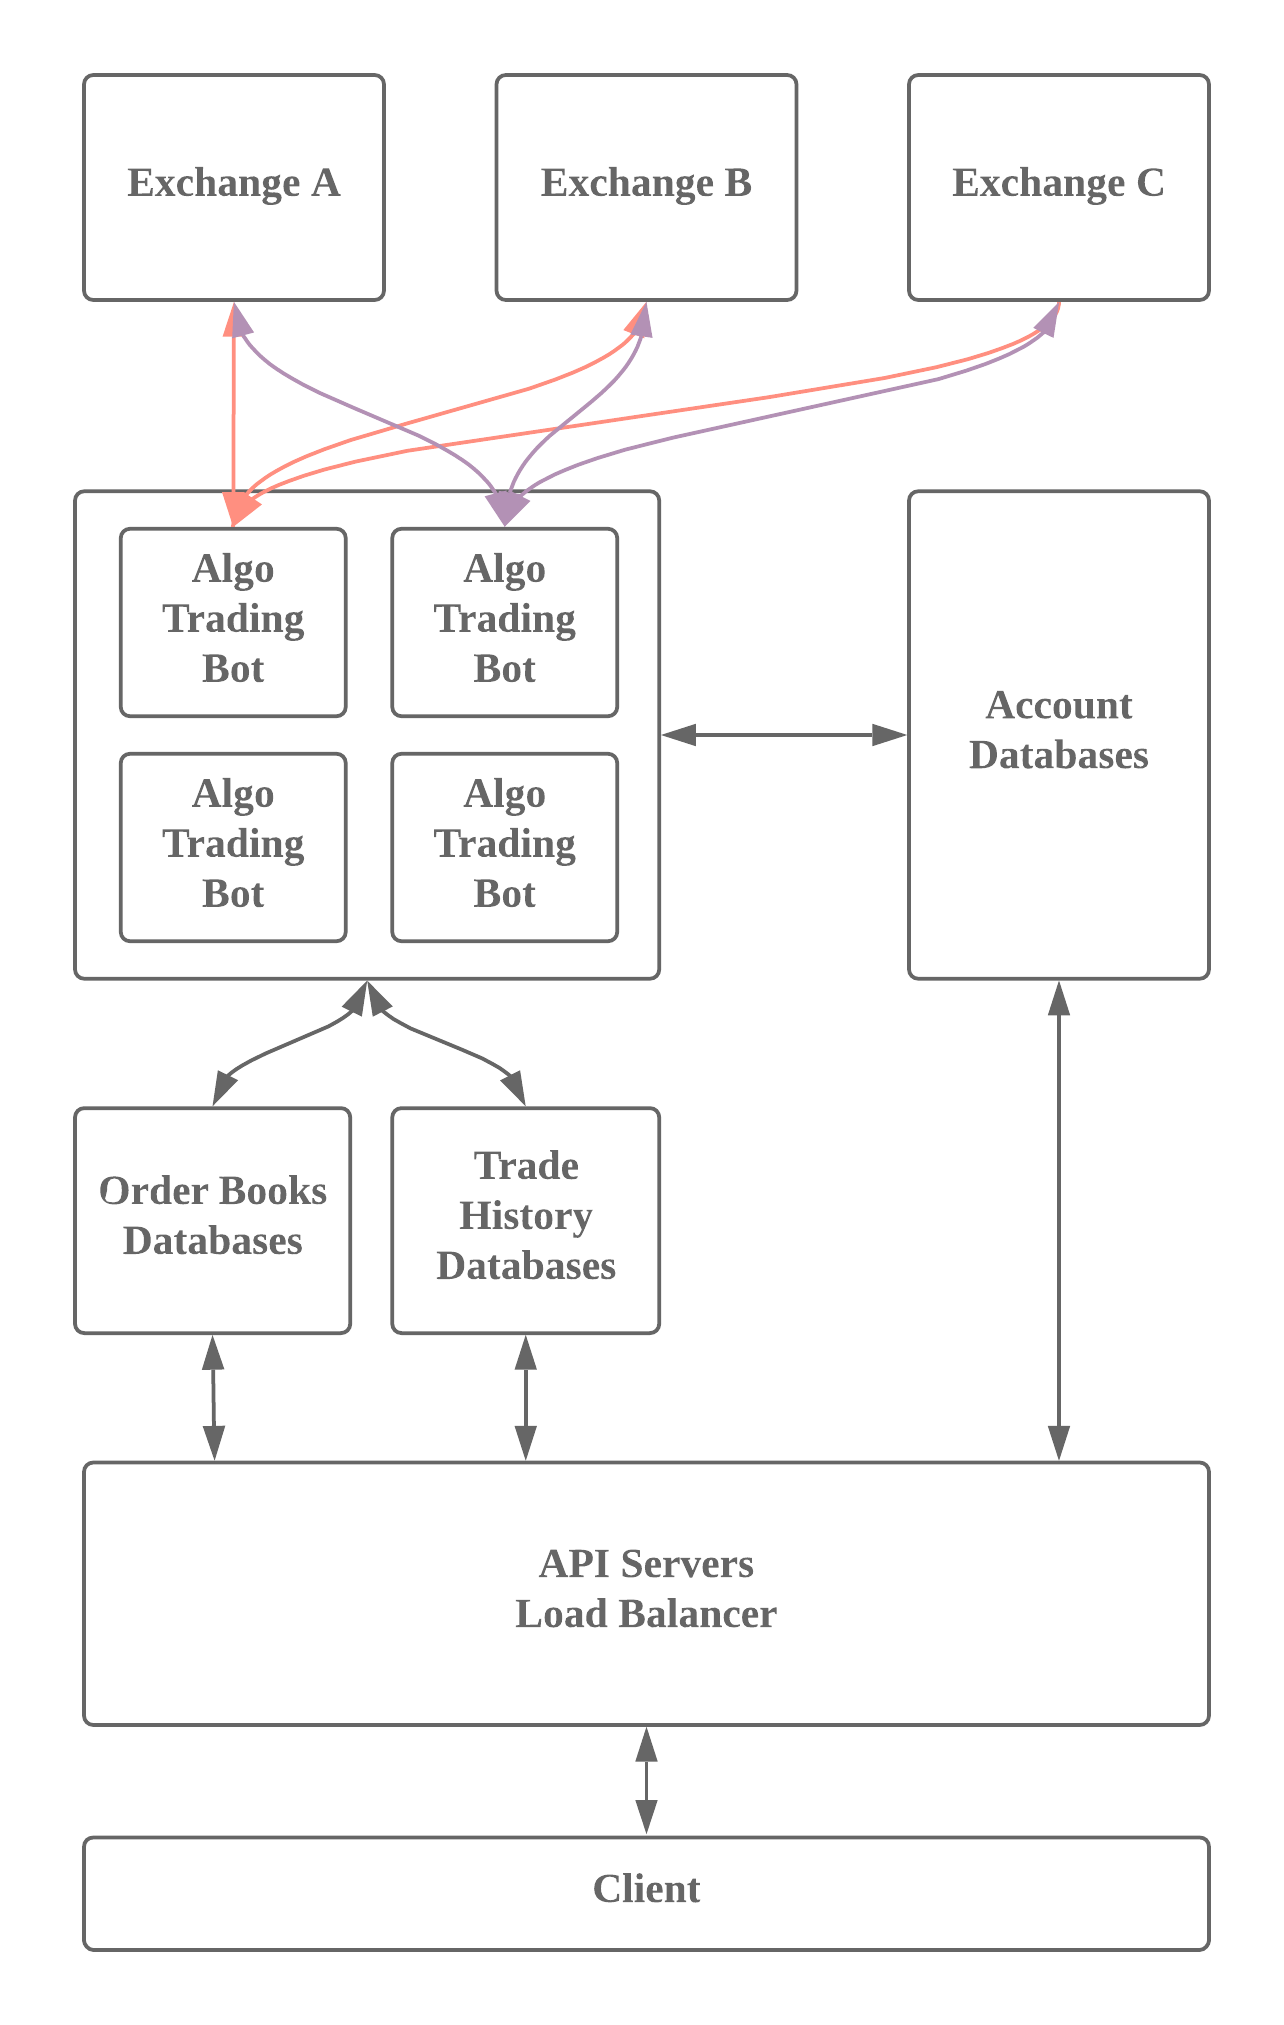 Exchange A
Exchange B
Exchange C
Algo
Trading
Bot
Algo
Trading
Bot
Algo
Trading
Bot
Algo
Trading
Bot
Account
Databases
Order Books
Databases
Trade
History
Databases
API Servers
Load Balancer
Client